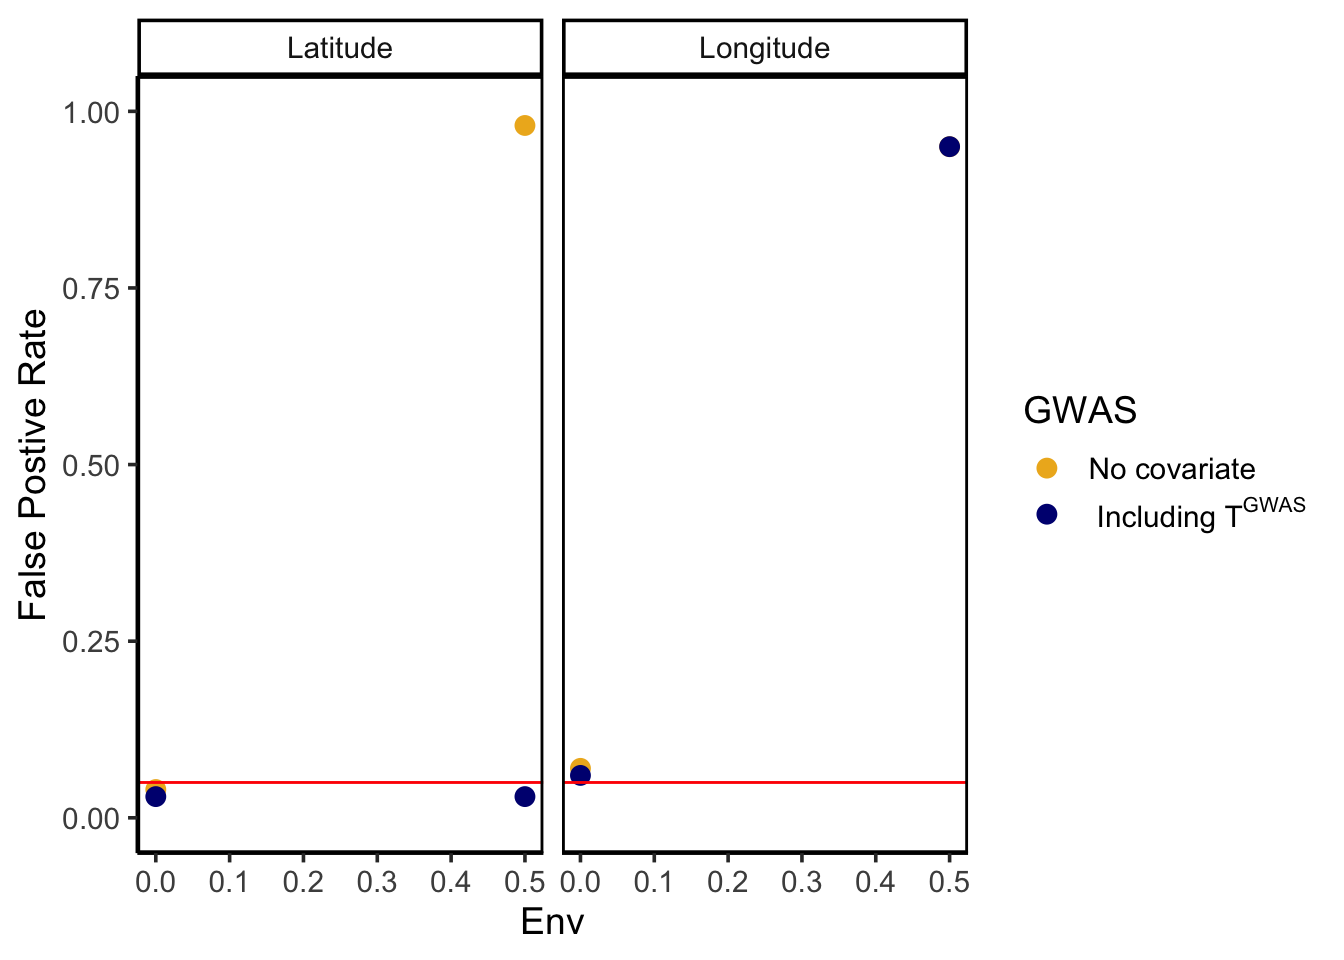 Latitude
Longitude
1.00
0.75
0.50
0.25
0.00
False Postive Rate
0.0 0.1 0.2 0.3 0.4 0.5
0.0 0.1 0.2 0.3 0.4 0.5
Env
GWAS
No covariate
Including T^GWAS